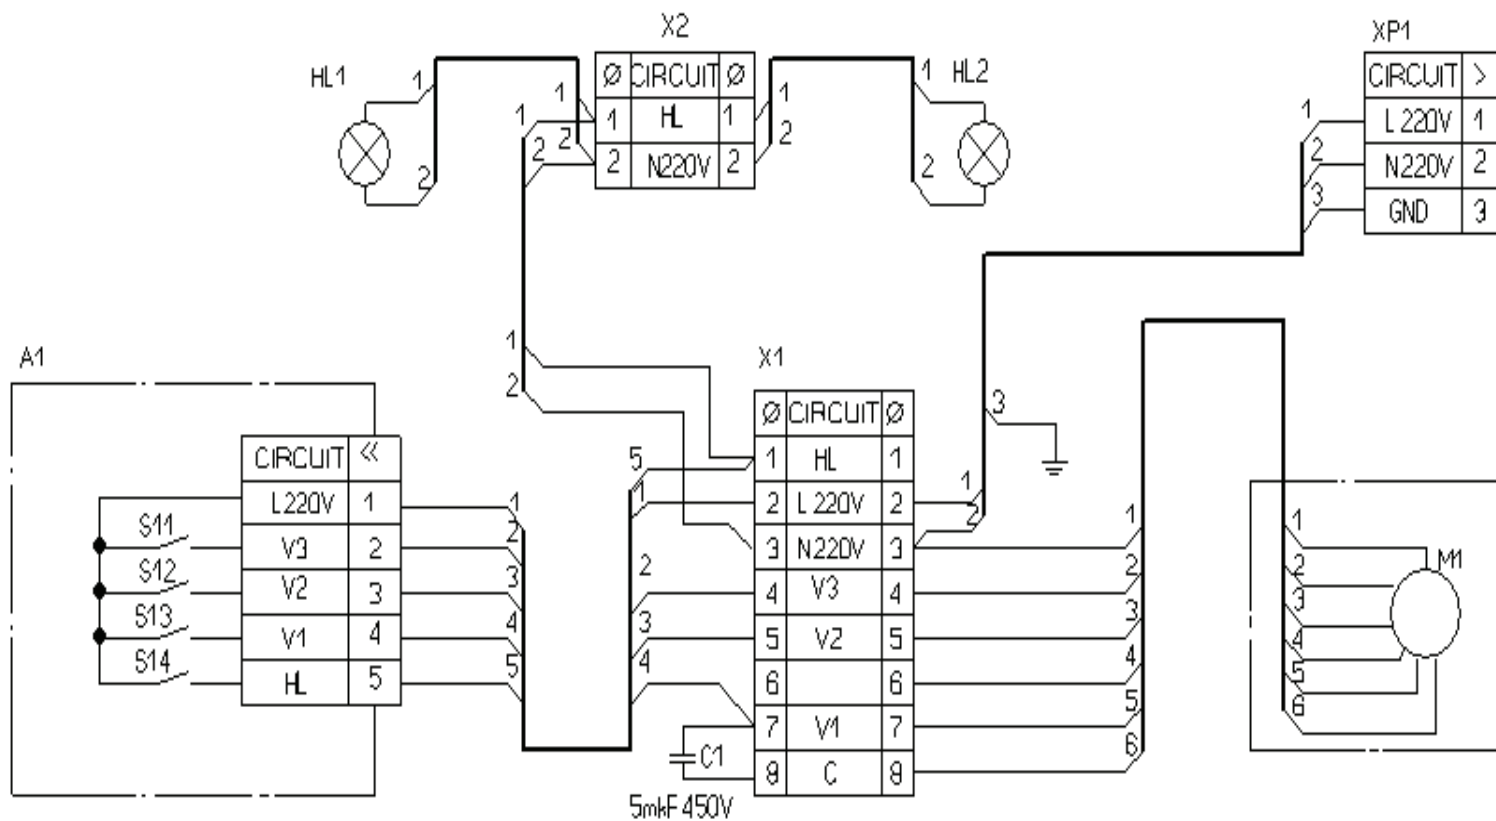 X2
XP1
HL1
1
Ø CIRCUIT Ø
1 HL2
CIRCUIT >
1
1
1 HL 1
1
1
L 220V 1
2
2
2
2 N220V 2
2
2
2
N220V 2
3
GND 3
1
2
A1
X1
3
Ø CIRCUIT Ø
CIRCUIT «
5
1 HL 1
L220V 1
1
1
2 L 220V 2
1
2
1
1
S11
V3 2
2
3 N220V 3
S12
V2 3
3
2
4 V3 4
2
2
M1
S13
V1 4
4
3
5 V2 5
3
3
S14
HL 5
5
4
6 6
4
4
5
7 V1 7
5
6
C1
8 C 8
6
5mkF 450V